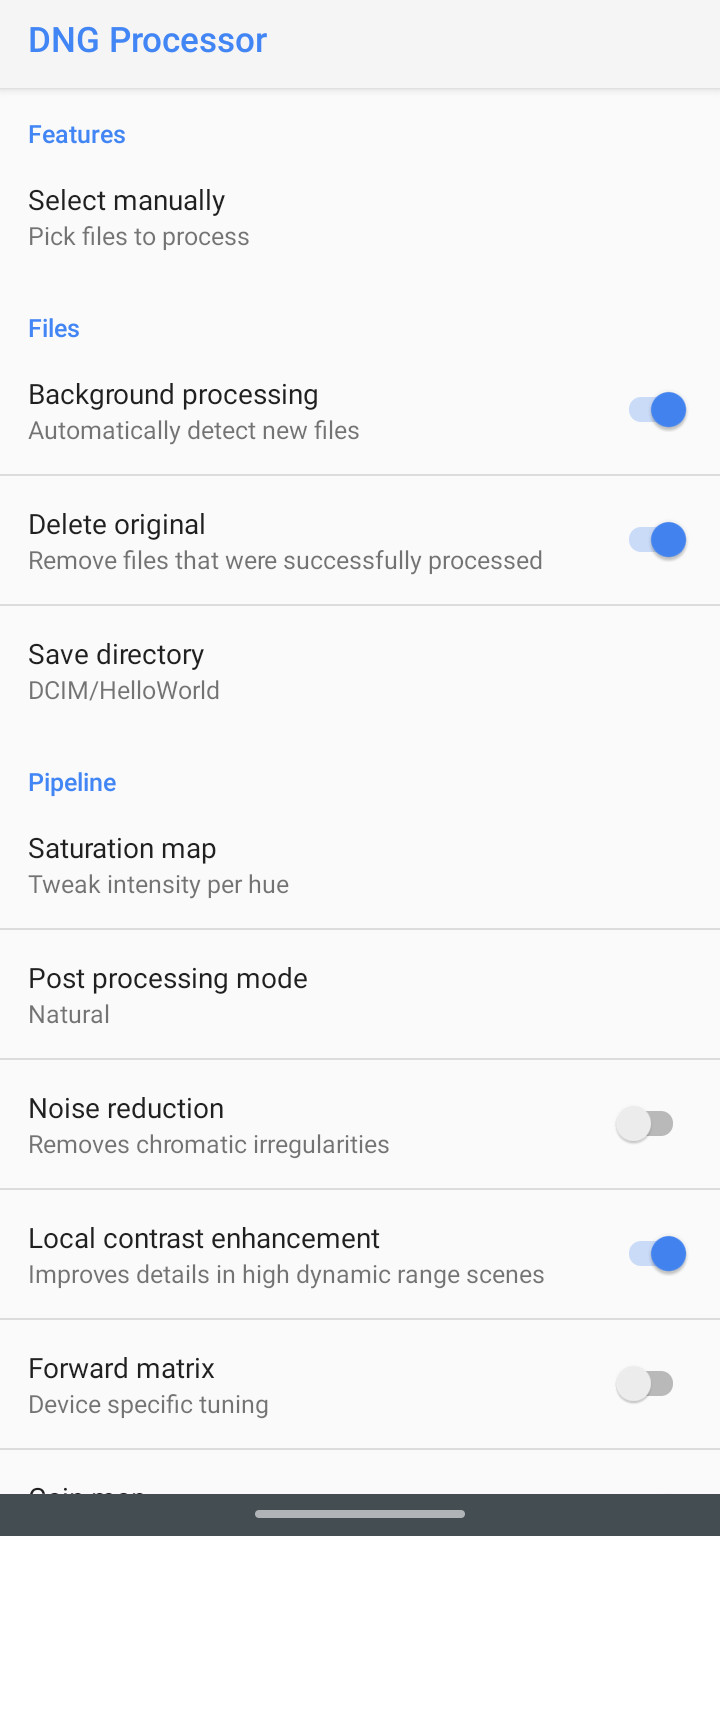 DNG Processor
Features
Select manually
Pick files to process
Files
Background processing
Automatically detect new files
Delete original
Remove files that were successfully processed
Save directory
DCIM/HelloWorld
Pipeline
Saturation map
Tweak intensity per hue
Post processing mode
Natural
Noise reduction
Removes chromatic irregularities
Local contrast enhancement
Improves details in high dynamic range scenes
Forward matrix
Device specific tuning